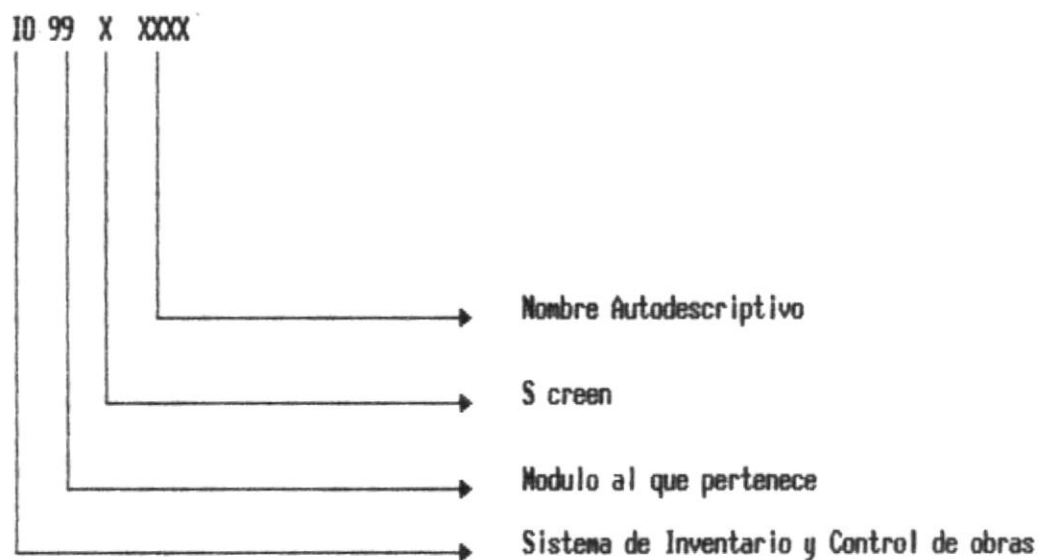 IO 99 X XXXX
Nombre Autodescriptivo
S creen
Modulo al que pertenece
Sistema de Inventario y Control de obras